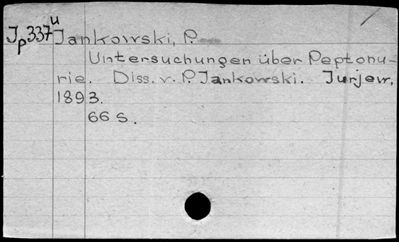 Jp337u Jankowski, P.
Untersuchungen über Peptonu-
rie. Diss. v. P. Jankowski. Jurjew,
1893.
66 S.